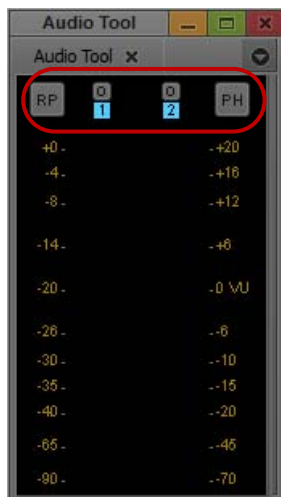 Audio Tool
Audio Tool
RP O 1 O 2 PH
+0 - -+20
-4 - -+16
-8 - -+12
-14 - -+6
-20 - -0 VU
-26 - --6
-30 - --10
-35 - --15
-40 - --20
-65 - --45
-90 - --70